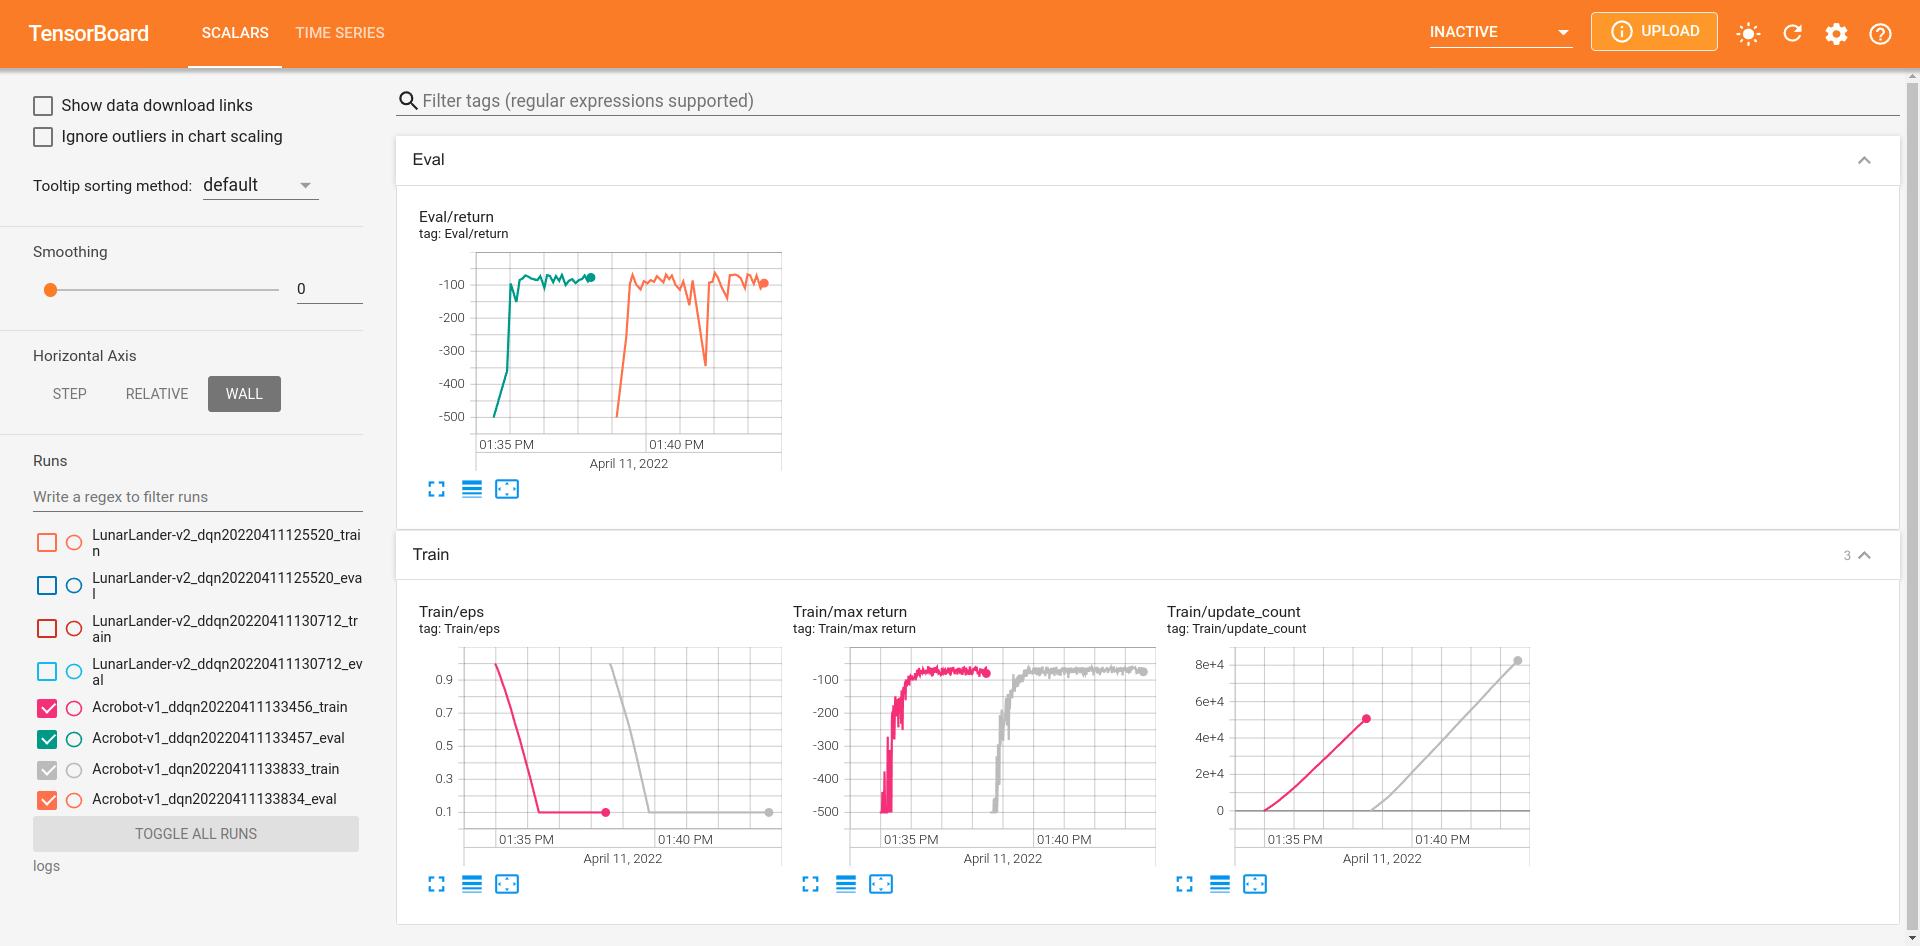 TensorBoard
SCALARS
TIME SERIES
INACTIVE
UPLOAD
Show data download links
Ignore outliers in chart scaling
Tooltip sorting method: default
Smoothing
0
Horizontal Axis
STEP
RELATIVE
WALL
Runs
Write a regex to filter runs
LunarLander-v2_dqn20220411125520_trai
n
LunarLander-v2_dqn20220411125520_eva
l
LunarLander-v2_ddqn20220411130712_tr
ain
LunarLander-v2_ddqn20220411130712_ev
al
Acrobot-v1_ddqn20220411133456_train
Acrobot-v1_ddqn20220411133457_eval
Acrobot-v1_dqn20220411133833_train
Acrobot-v1_dqn20220411133834_eval
TOGGLE ALL RUNS
logs
Filter tags (regular expressions supported)
Eval
Eval/return
tag: Eval/return
-100
-200
-300
-400
-500
01:35 PM
01:40 PM
April 11, 2022
Train
3
Train/eps
tag: Train/eps
0.9
0.7
0.5
0.3
0.1
01:35 PM
01:40 PM
April 11, 2022
Train/max return
tag: Train/max return
-100
-200
-300
-400
-500
01:35 PM
01:40 PM
April 11, 2022
Train/update_count
tag: Train/update_count
8e+4
6e+4
4e+4
2e+4
0
01:35 PM
01:40 PM
April 11, 2022